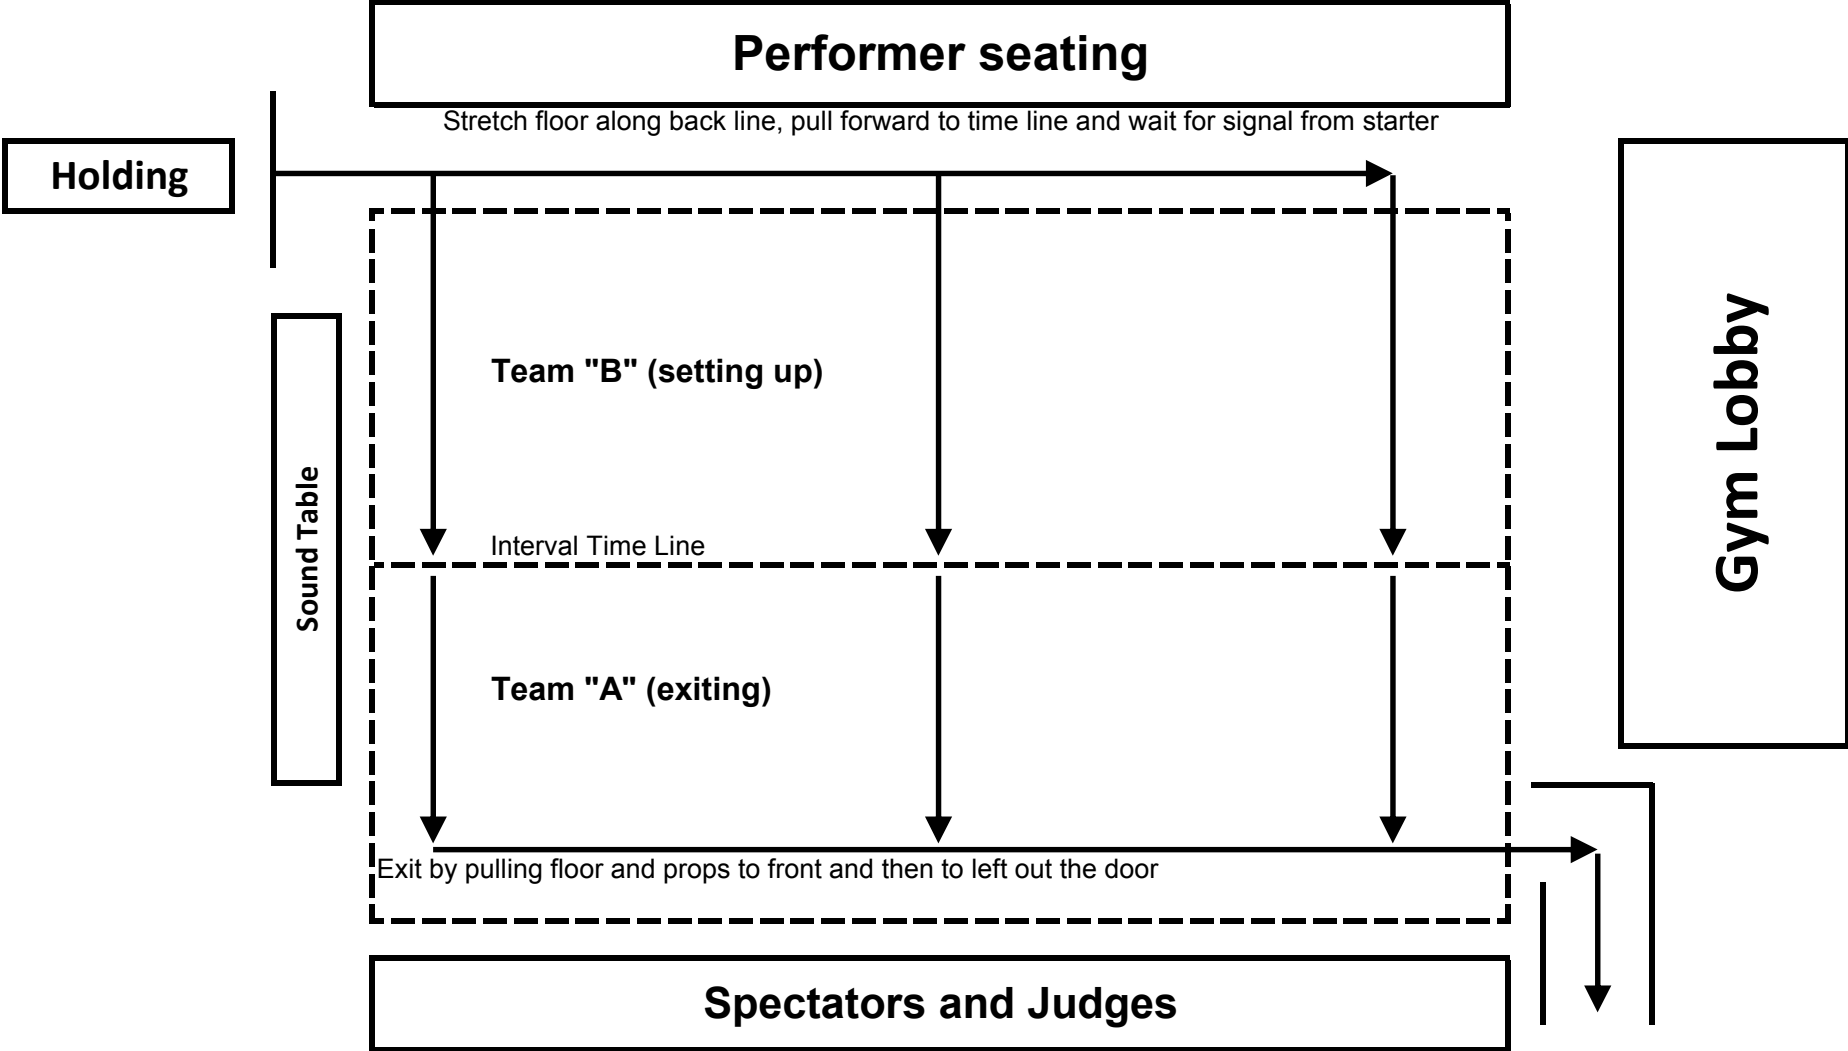 Performer seating
Stretch floor along back line, pull forward to time line and wait for signal from starter
Holding
Gym Lobby
Team "B" (setting up)
Sound Table
Interval Time Line
Team "A" (exiting)
Exit by pulling floor and props to front and then to left out the door
Spectators and Judges